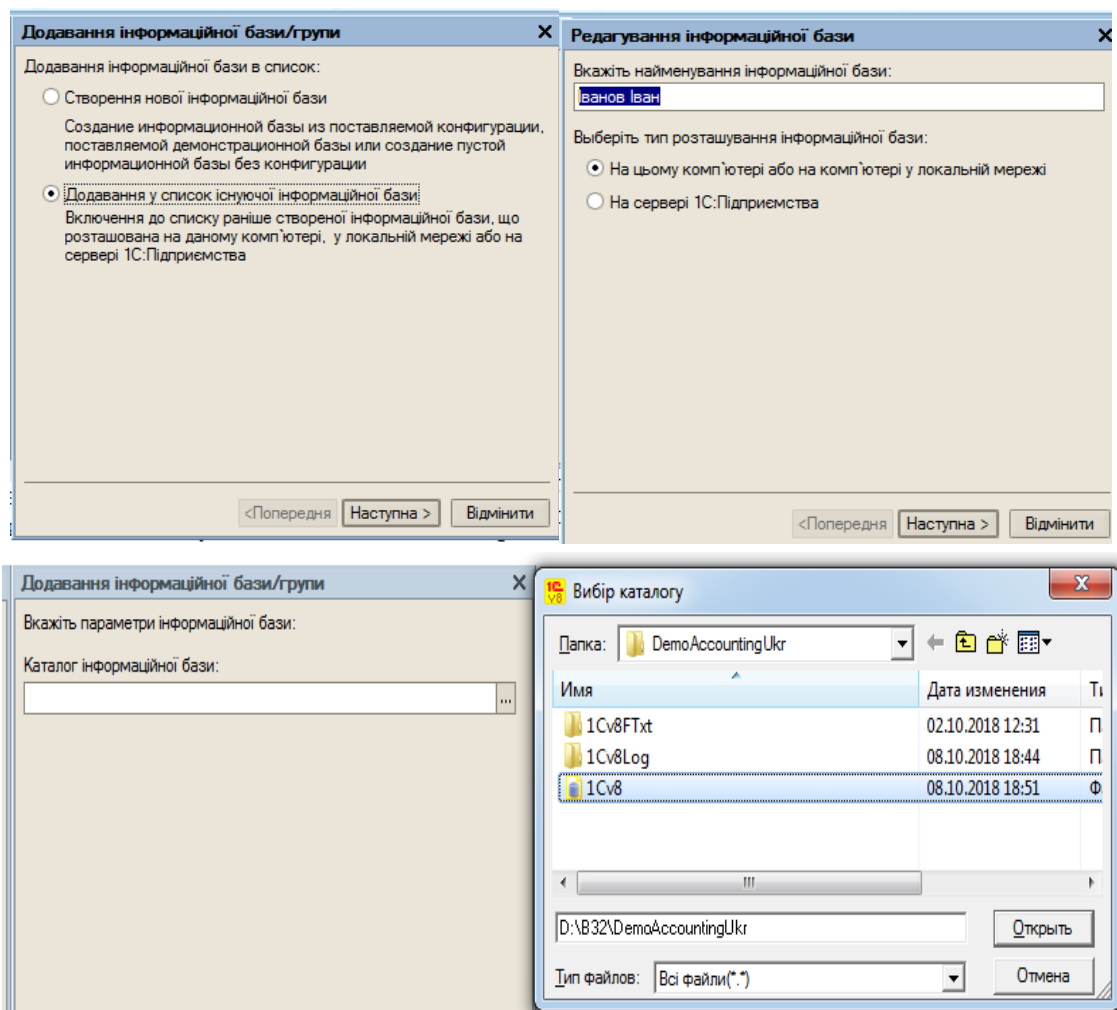 Додавання інформаційної бази/групи
Додавання інформаційної бази в список:
Створення нової інформаційної бази
Создание информационной базы из поставляемой конфигурации,
поставляемой демонстрационной базы или создание пустой
информационной базы без конфигурации
Додавання у список існуючої інформаційної бази
Включення до списку раніше створеної інформаційної бази, що
розташована на даному комп`ютері, у локальній мережі або на
сервері 1С:Підприємства
<Попередня Наступна > Відмінити
Редагування інформаційної бази
Вкажіть найменування інформаційної бази:
Іванов Іван
Выберіть тип розташування інформаційної бази:
На цьому комп`ютері або на комп`ютері у локальній мережі
На сервері 1С:Підприємства
<Попередня Наступна > Відмінити
Додавання інформаційної бази/групи
Вкажіть параметри інформаційної бази:
Каталог інформаційної бази:
...
Вибір каталогу
Папка: DemoAccountingUkr
Имя Дата изменения
1Cv8FTxt 02.10.2018 12:31
1Cv8Log 08.10.2018 18:44
1Cv8 08.10.2018 18:51
D:\B32\DemoAccountingUkr Открыть
Тип файлов: Всі файли(*.*) Отмена